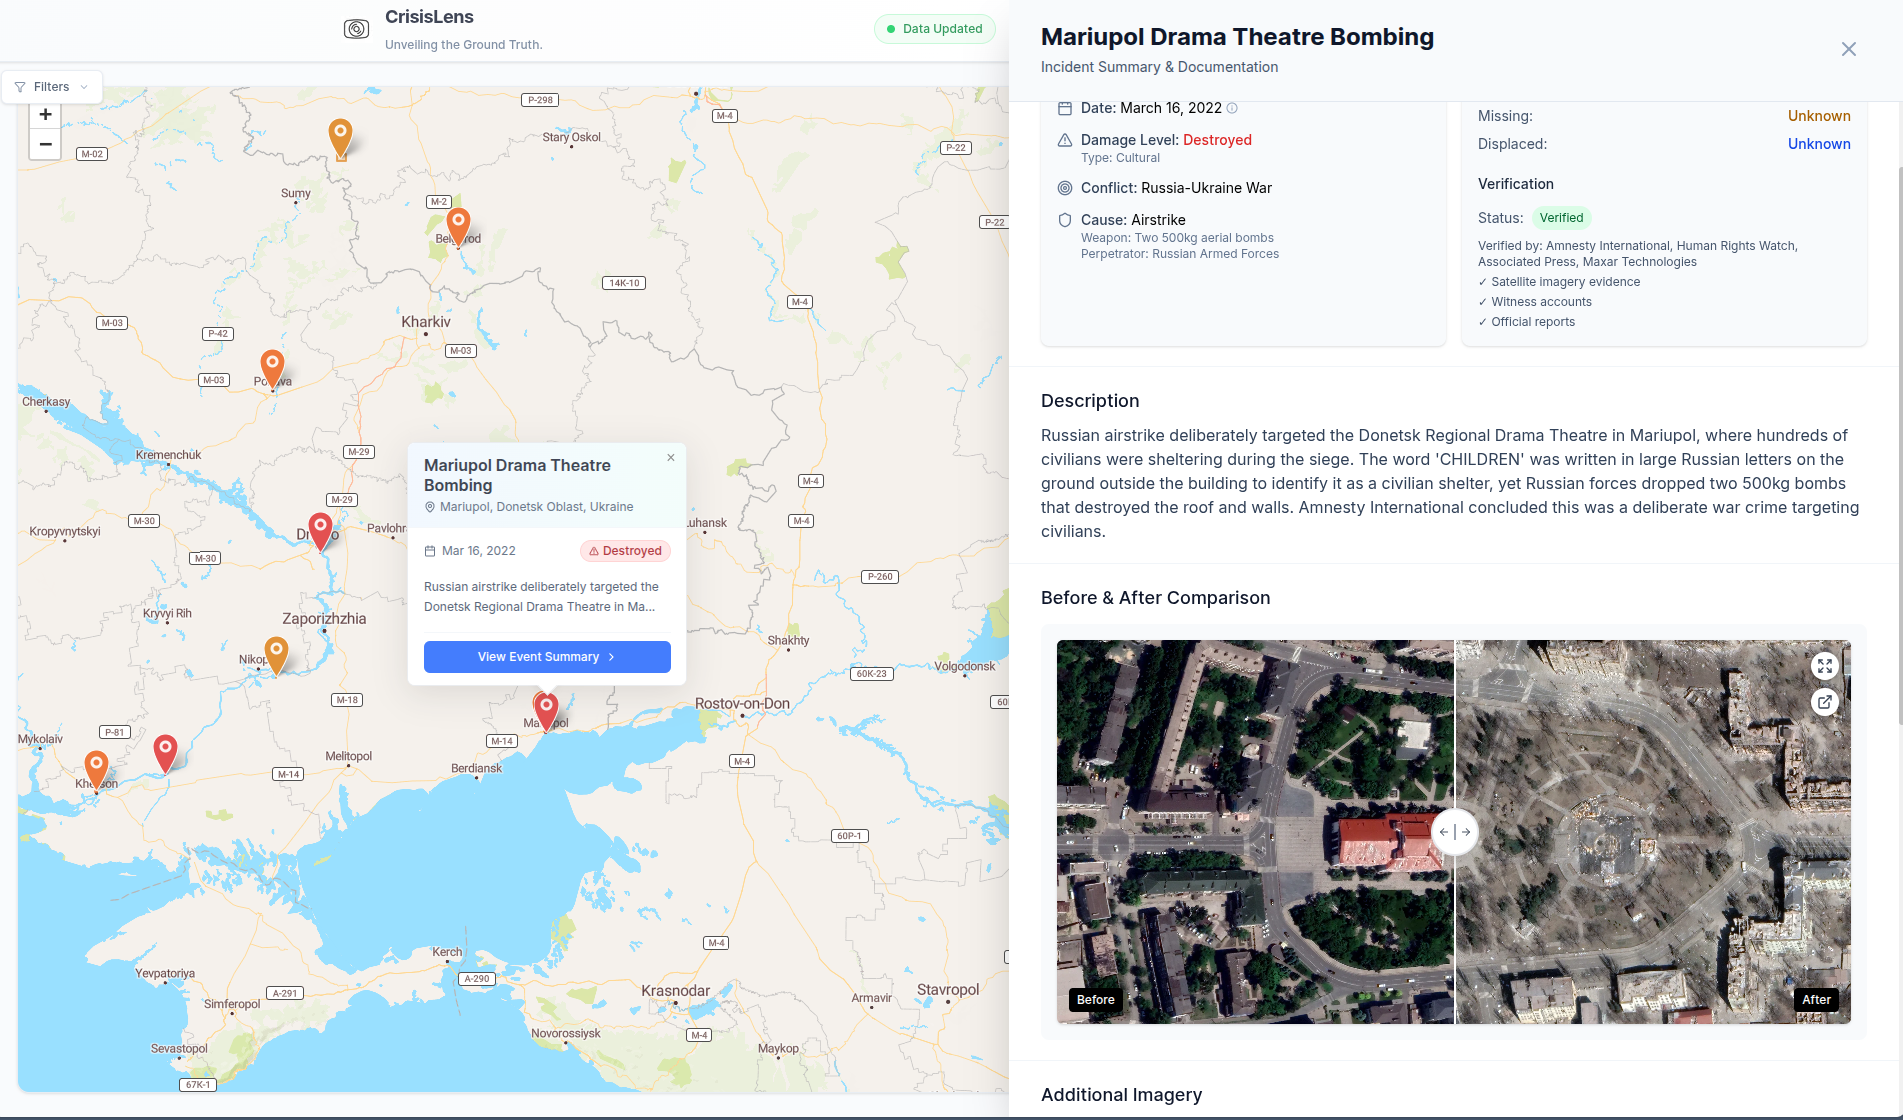 CrisisLens
Unveiling the Ground Truth.
Data Updated
Filters
+
−
P-298
M-4
Stary Oskol
M-02
P-22
Sumy
M-2
P-22
14K-10
M-4
M-03
Kharkiv
P-42
M-03
M-03
Cherkasy
M-29
Kremenchuk
M-4
M-29
M-30
M-4
Kropyvnytskyi
M-30
P-260
Kryvyi Rih
Zaporizhzhia
Shakhty
Volgodonsk
60K-23
M-18
Rostov-on-Don
P-81
Mykolaiv
M-14
Melitopol
M-4
Berdiansk
M-14
60P-1
M-4
Kerch
Yevpatoriya
A-290
A-291
Krasnodar
Stavropol
Simferopol
Armavir
Novorossiysk
M-4
Sevastopol
Maykop
67K-1
Mariupol Drama Theatre
Bombing
Mariupol, Donetsk Oblast, Ukraine
Mar 16, 2022
Destroyed
Russian airstrike deliberately targeted the
Donetsk Regional Drama Theatre in Ma...
View Event Summary
Mariupol Drama Theatre Bombing
Incident Summary & Documentation
Date: March 16, 2022
Damage Level: Destroyed
Type: Cultural
Conflict: Russia-Ukraine War
Cause: Airstrike
Weapon: Two 500kg aerial bombs
Perpetrator: Russian Armed Forces
Missing: Unknown
Displaced: Unknown
Verification
Status: Verified
Verified by: Amnesty International, Human Rights Watch,
Associated Press, Maxar Technologies
✓ Satellite imagery evidence
✓ Witness accounts
✓ Official reports
Description
Russian airstrike deliberately targeted the Donetsk Regional Drama Theatre in Mariupol, where hundreds of
civilians were sheltering during the siege. The word 'CHILDREN' was written in large Russian letters on the
ground outside the building to identify it as a civilian shelter, yet Russian forces dropped two 500kg bombs
that destroyed the roof and walls. Amnesty International concluded this was a deliberate war crime targeting
civilians.
Before & After Comparison
Before
After
Additional Imagery